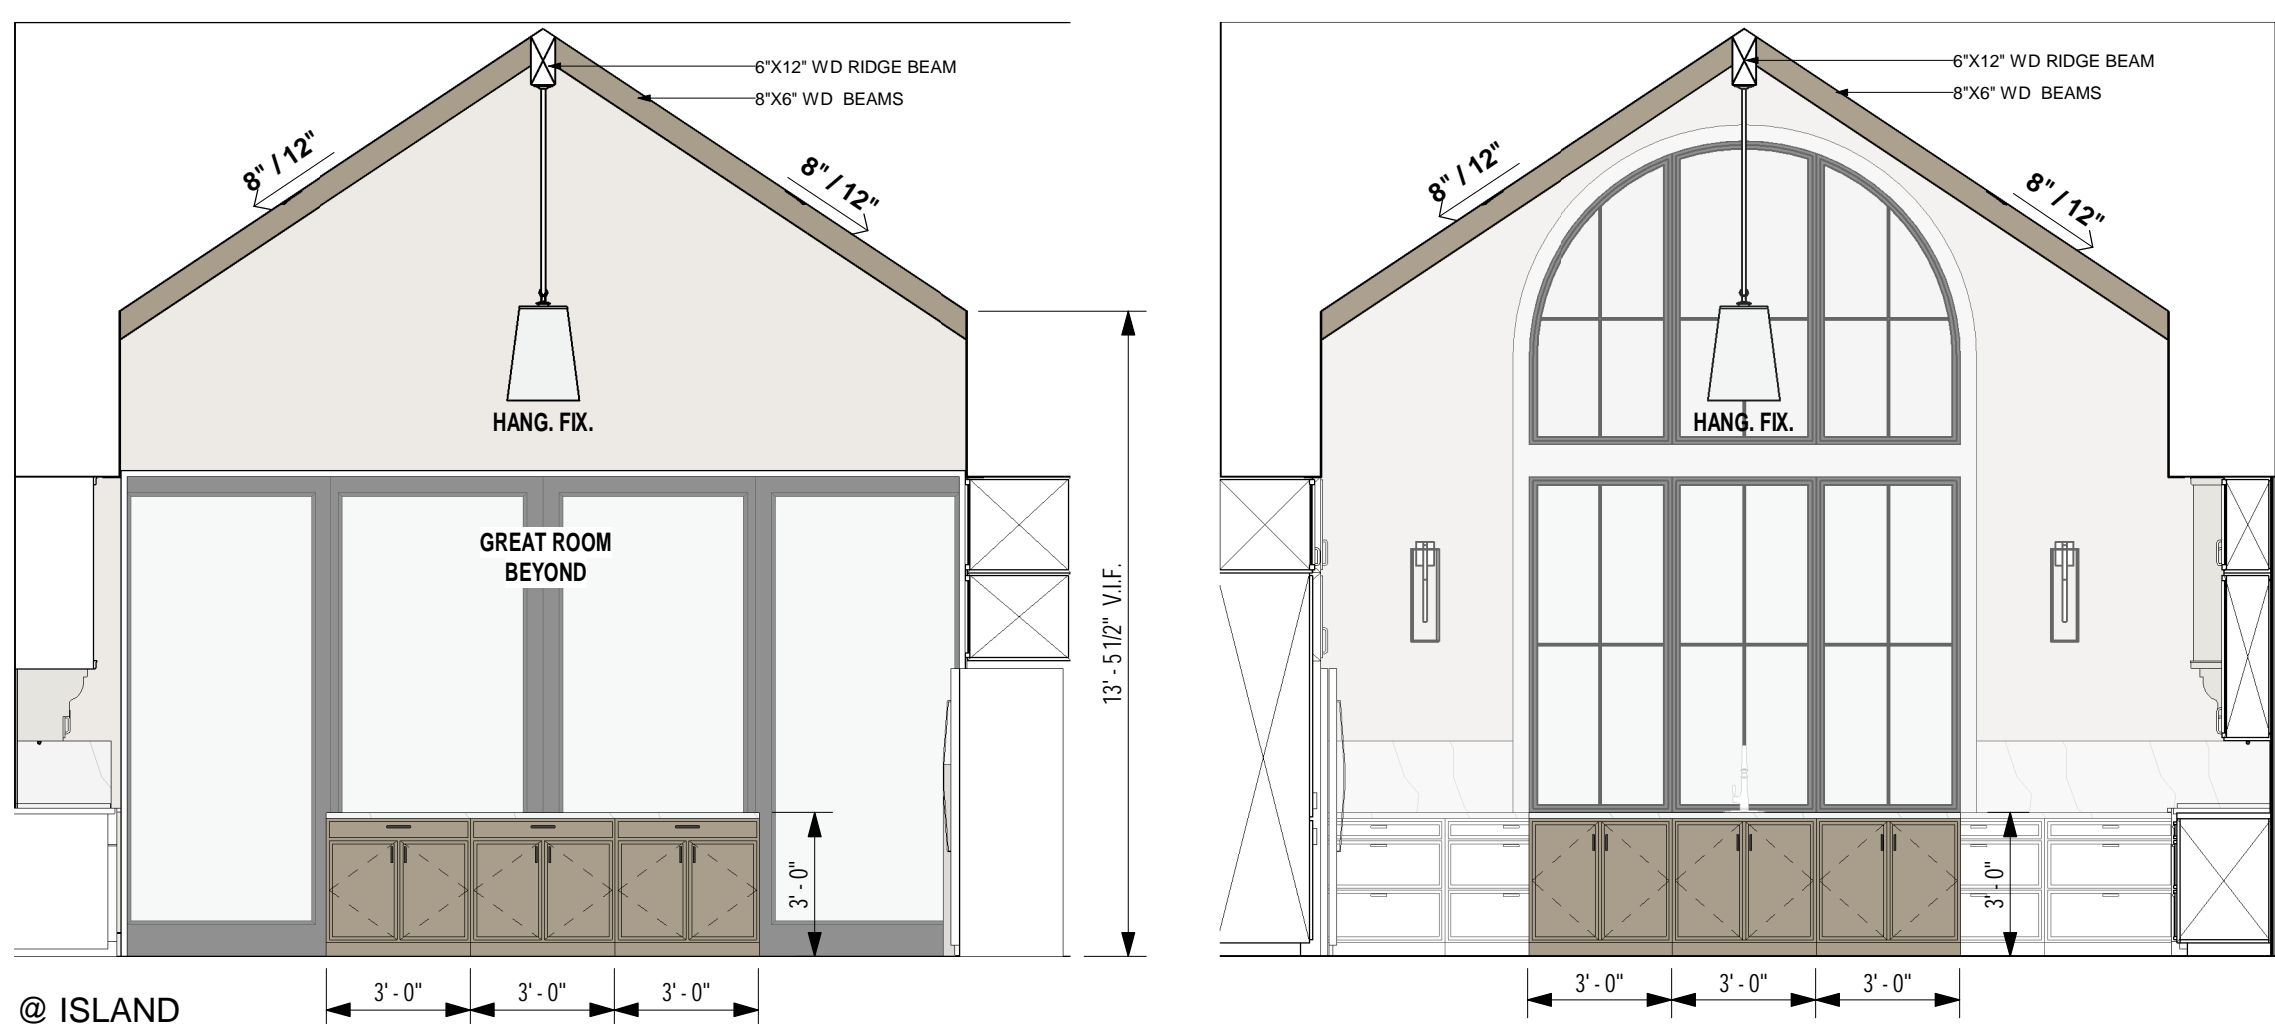 6"X12" WD RIDGE BEAM
8"X6" WD BEAMS
8" / 12"
8" / 12"
HANG. FIX.
GREAT ROOM
BEYOND
13' - 5 1/2" V.I.F.
3' - 0"
3' - 0"
3' - 0"
3' - 0"
@ ISLAND
6"X12" WD RIDGE BEAM
8"X6" WD BEAMS
8" / 12"
8" / 12"
HANG. FIX.
3' - 0"
3' - 0"
3' - 0"
3' - 0"